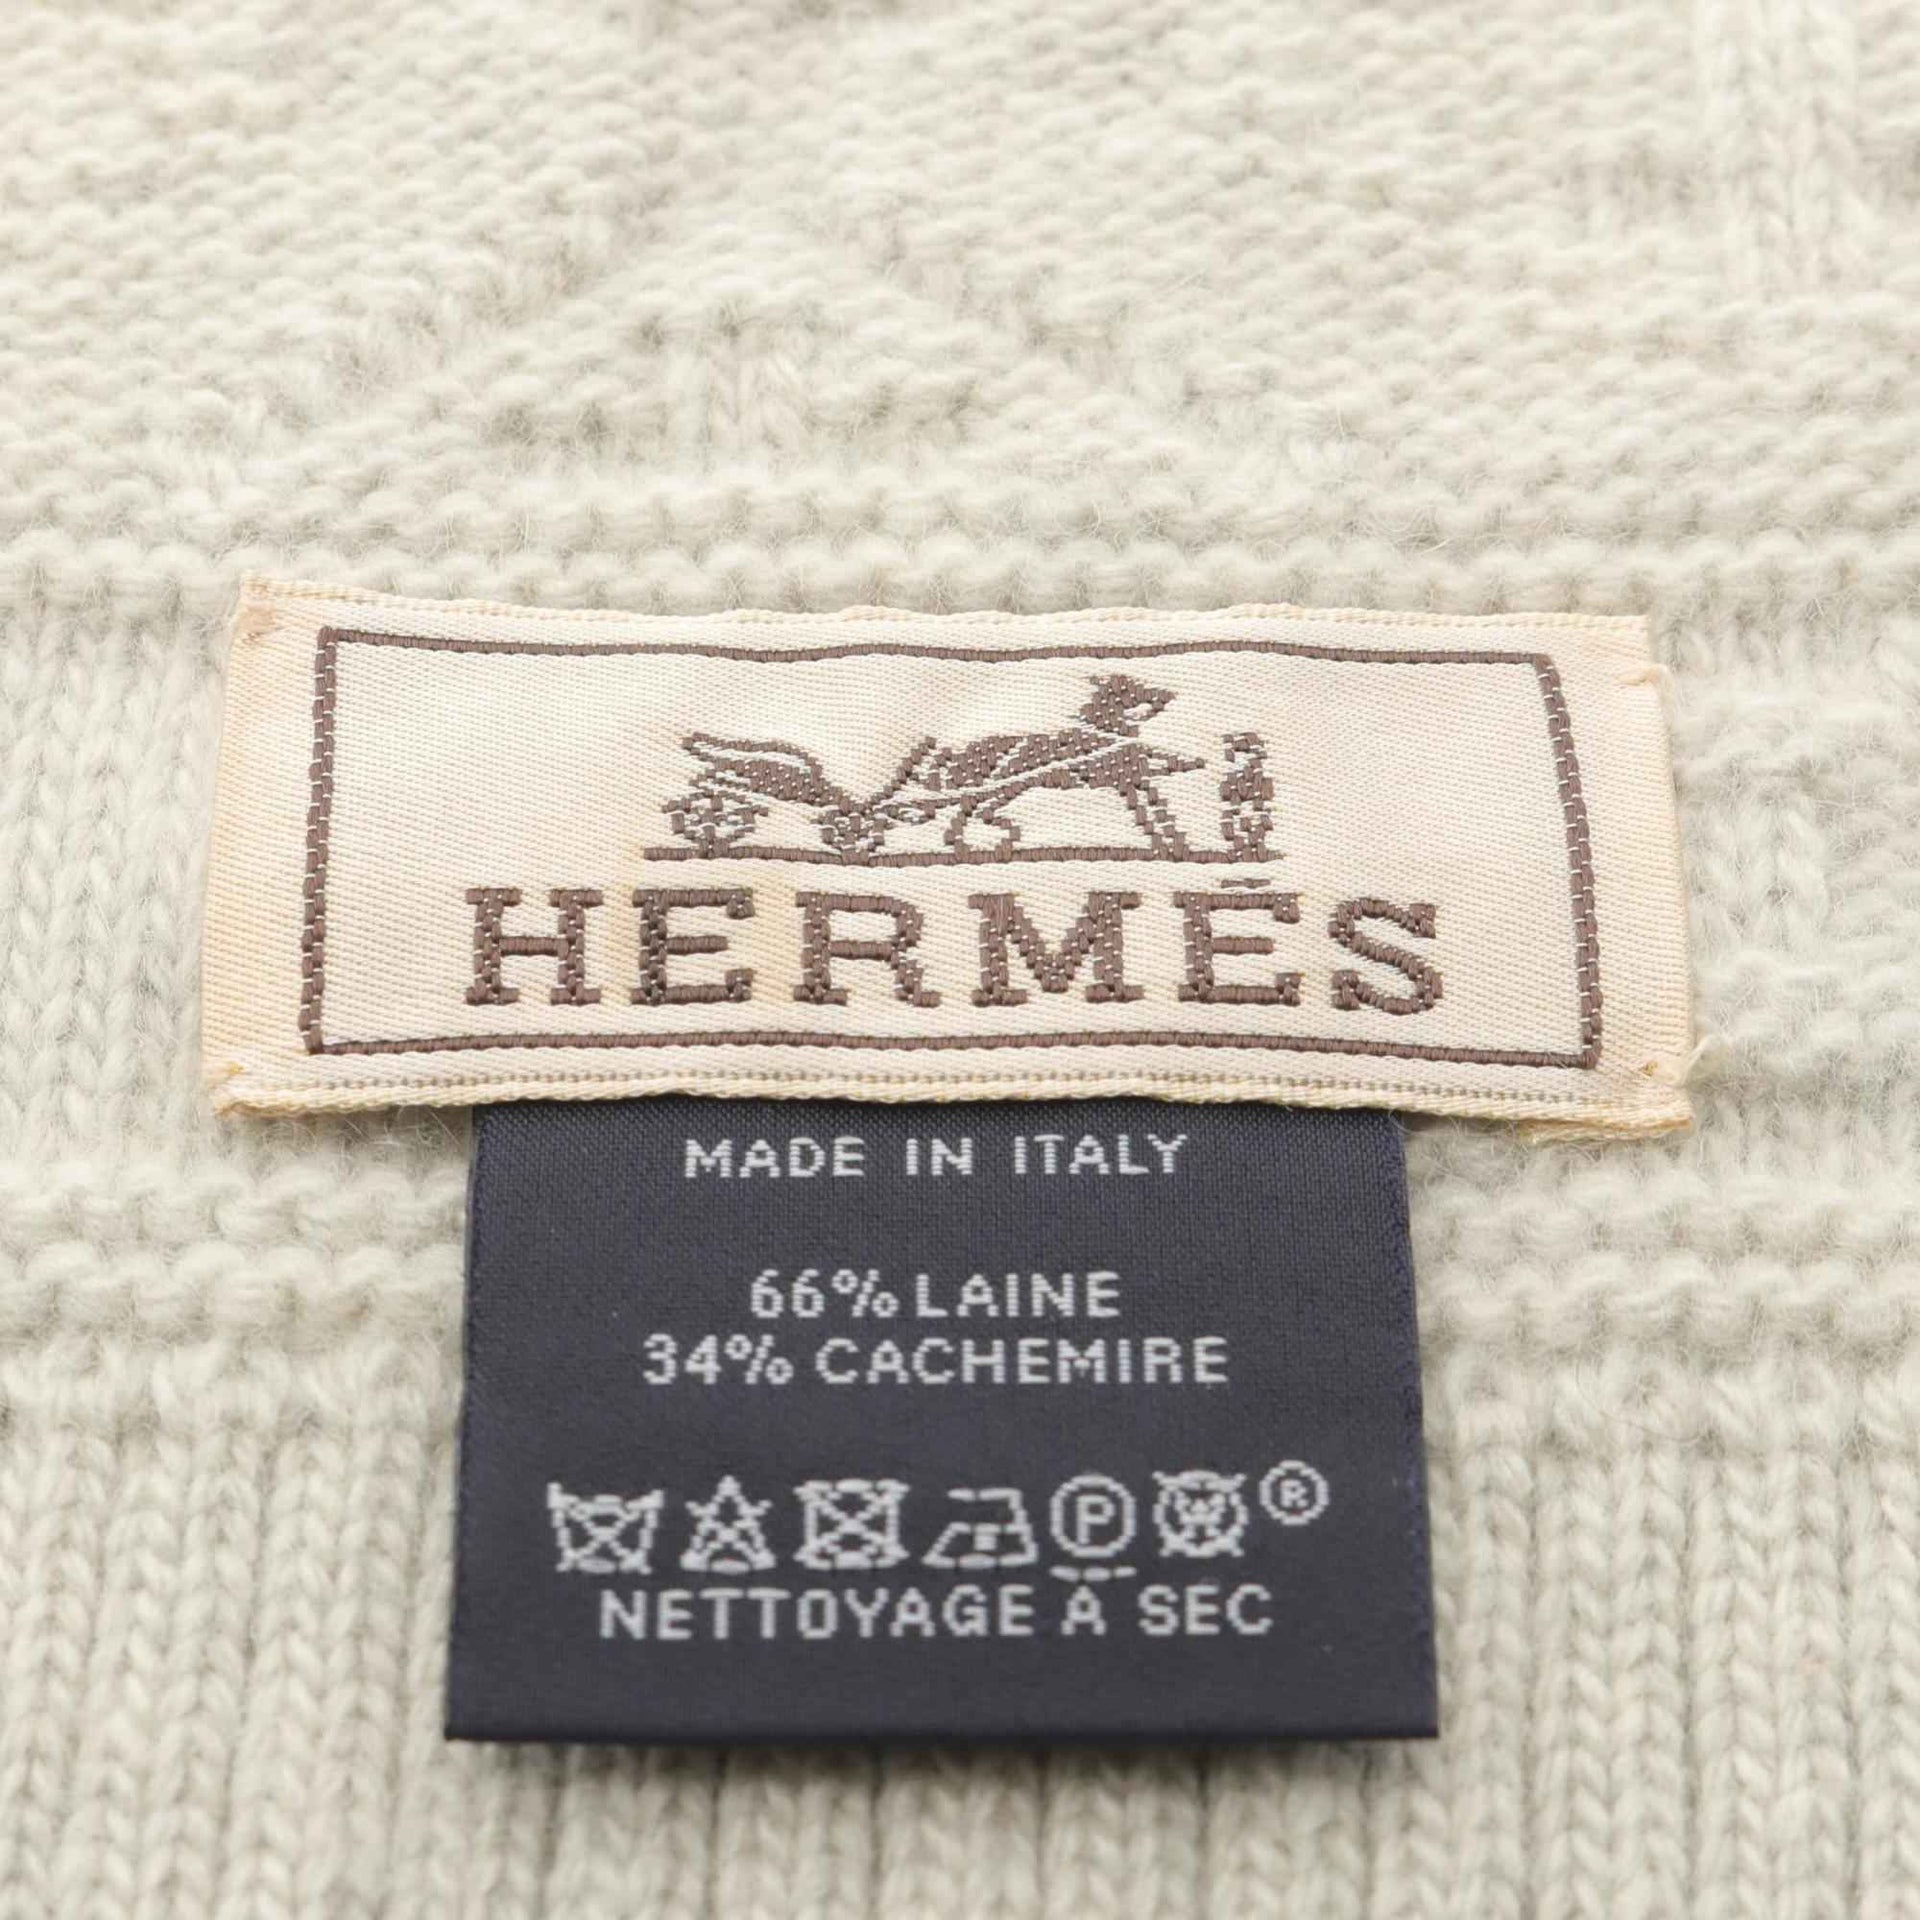 HERMÈS
MADE IN ITALY
66% LAINE
34% CACHEMIRE
P W ®
NETTOYAGE À SEC